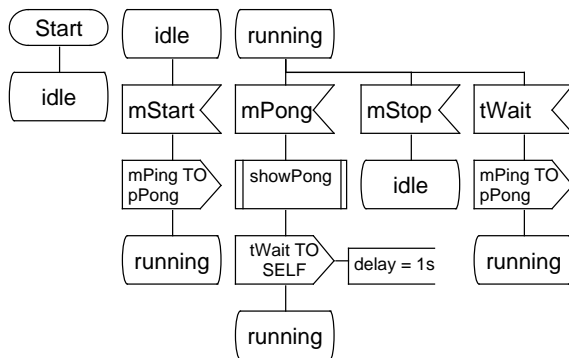 Start
idle
idle
mStart
mPing TO
pPong
running
running
mPong
showPong
tWait TO
SELF
delay = 1s
running
mStop
idle
tWait
mPing TO
pPong
running